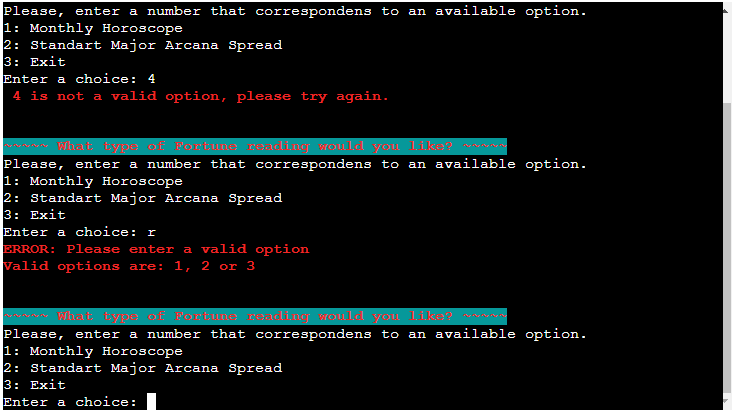 Please, enter a number that correspondens to an available option.
1: Monthly Horoscope
2: Standart Major Arcana Spread
3: Exit
Enter a choice: 4
 4 is not a valid option, please try again.
~~~~~ What type of Fortune reading would you like? ~~~~~
Please, enter a number that correspondens to an available option.
1: Monthly Horoscope
2: Standart Major Arcana Spread
3: Exit
Enter a choice: r
ERROR: Please enter a valid option
Valid options are: 1, 2 or 3
~~~~~ What type of Fortune reading would you like? ~~~~~
Please, enter a number that correspondens to an available option.
1: Monthly Horoscope
2: Standart Major Arcana Spread
3: Exit
Enter a choice: